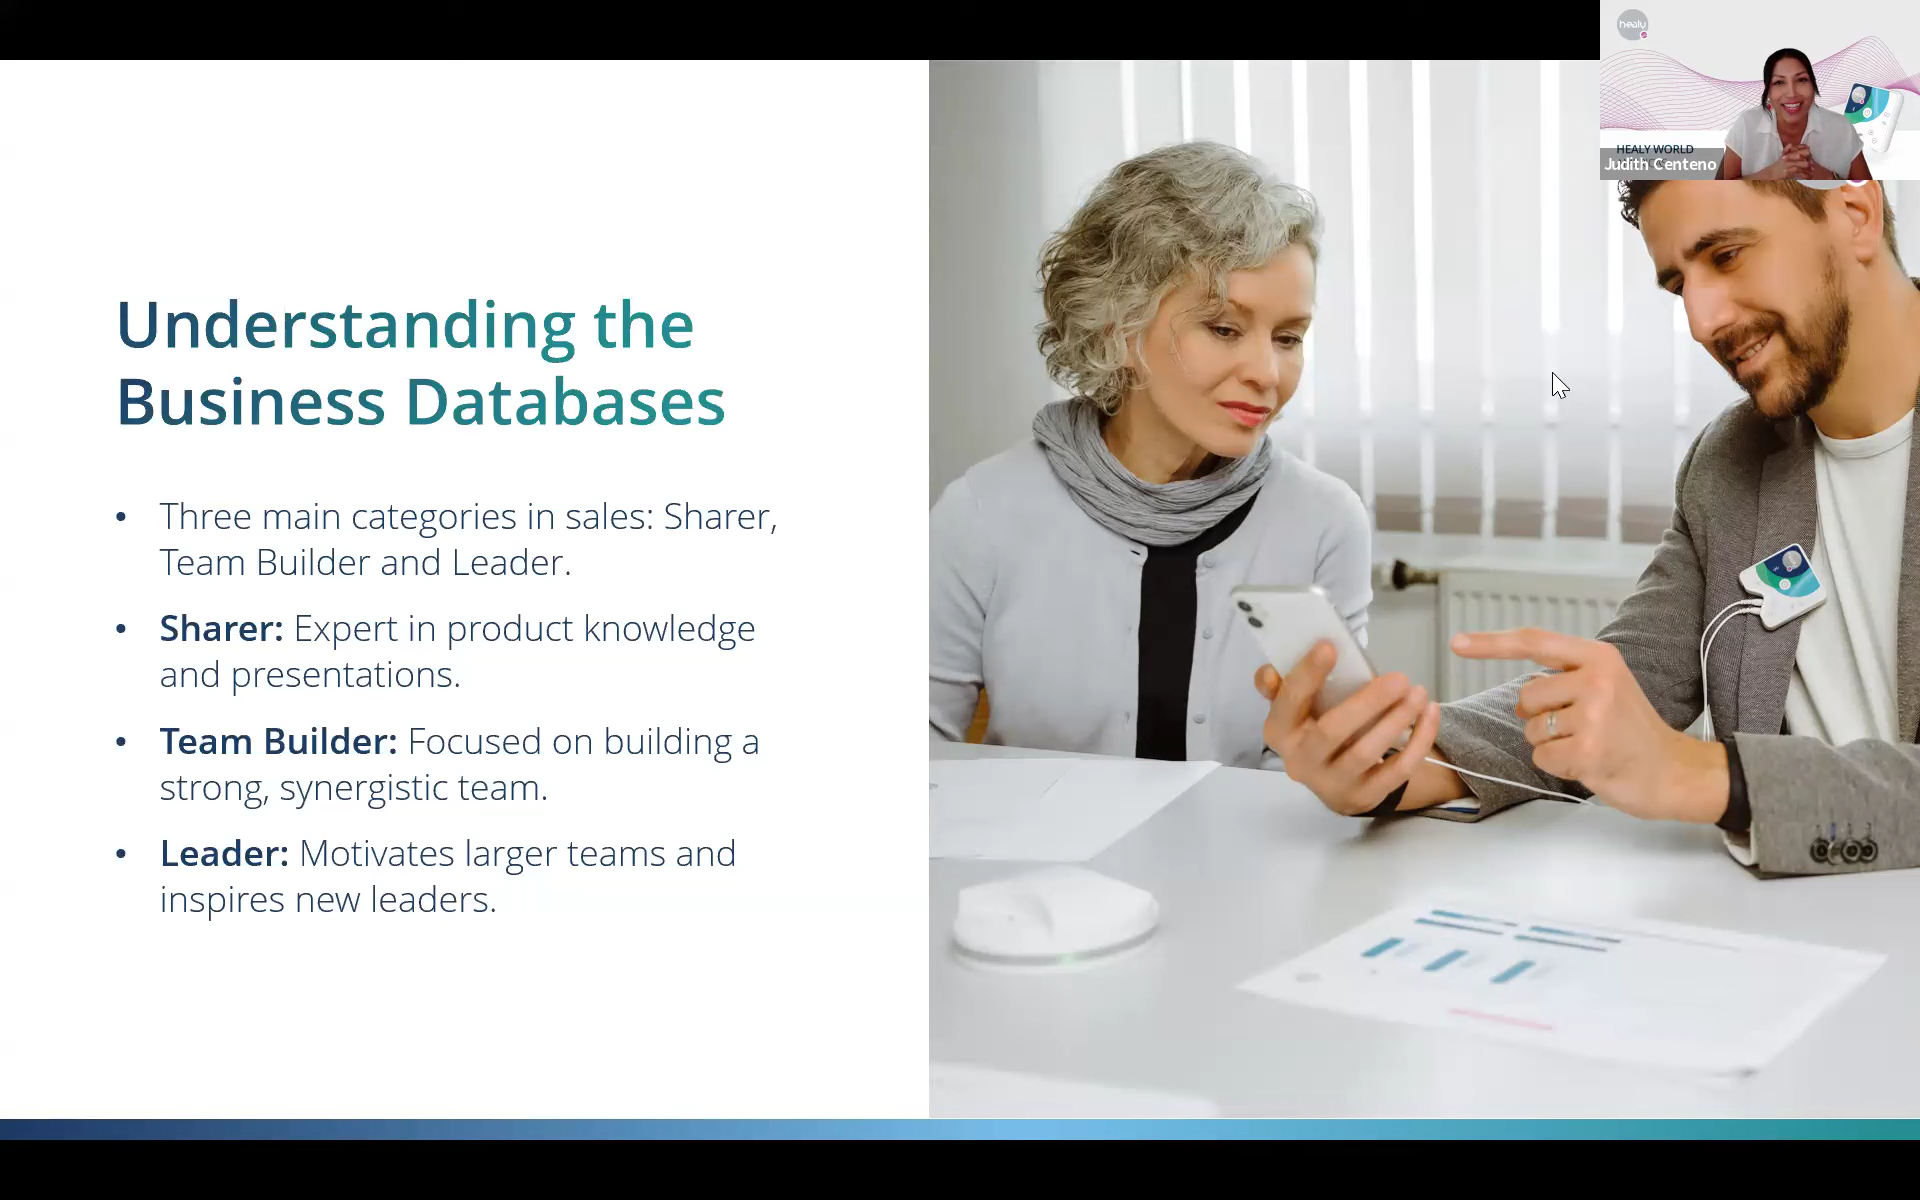 healy
HEALY WORLD
Judith Centeno
Understanding the
Business Databases
• Three main categories in sales: Sharer,
Team Builder and Leader.
• Sharer: Expert in product knowledge
and presentations.
• Team Builder: Focused on building a
strong, synergistic team.
• Leader: Motivates larger teams and
inspires new leaders.